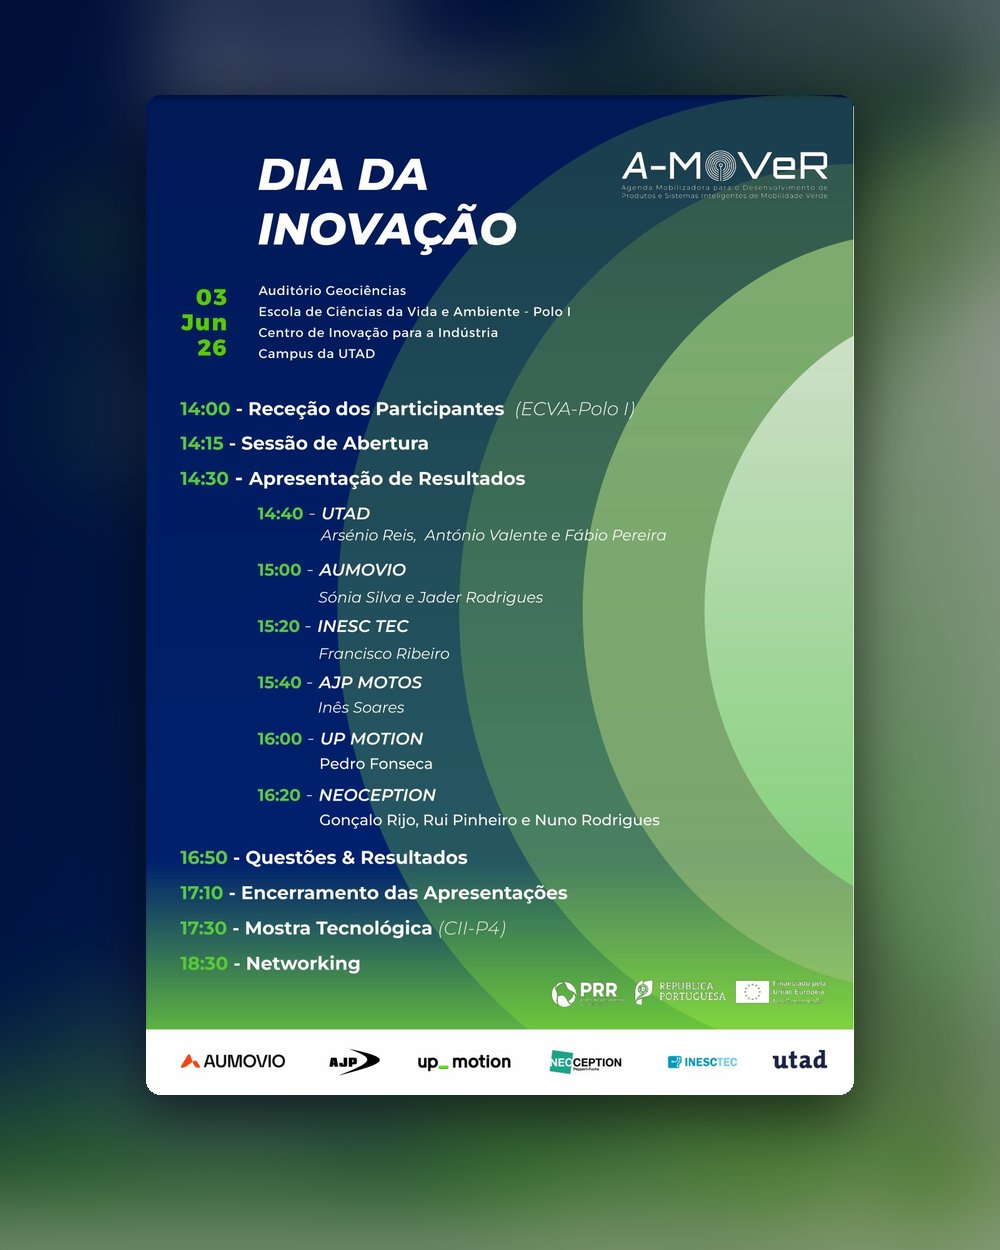 DIA DA
INOVAÇÃO
A-MOVeR
Agenda Mobilizadora para o Desenvolvimento de
Produtos e Sistemas Inteligentes de Mobilidade Verde
03
Jun
26
Auditório Geociências
Escola de Ciências da Vida e Ambiente - Polo I
Centro de Inovação para a Indústria
Campus da UTAD
14:00 - Receção dos Participantes (ECVA-Polo I)
14:15 - Sessão de Abertura
14:30 - Apresentação de Resultados
14:40 - UTAD
Arsénio Reis, António Valente e Fábio Pereira
15:00 - AUMOVIO
Sónia Silva e Jader Rodrigues
15:20 - INESC TEC
Francisco Ribeiro
15:40 - AJP MOTOS
Inês Soares
16:00 - UP MOTION
Pedro Fonseca
16:20 - NEOCEPTION
Gonçalo Rijo, Rui Pinheiro e Nuno Rodrigues
16:50 - Questões & Resultados
17:10 - Encerramento das Apresentações
17:30 - Mostra Tecnológica (CII-P4)
18:30 - Networking
PRR
REPÚBLICA
PORTUGUESA
Financiado pela
União Europeia
AUMOVIO
AJP
up_motion
NEOCEPTION
Pepperl+Fuchs
INESCTEC
utad